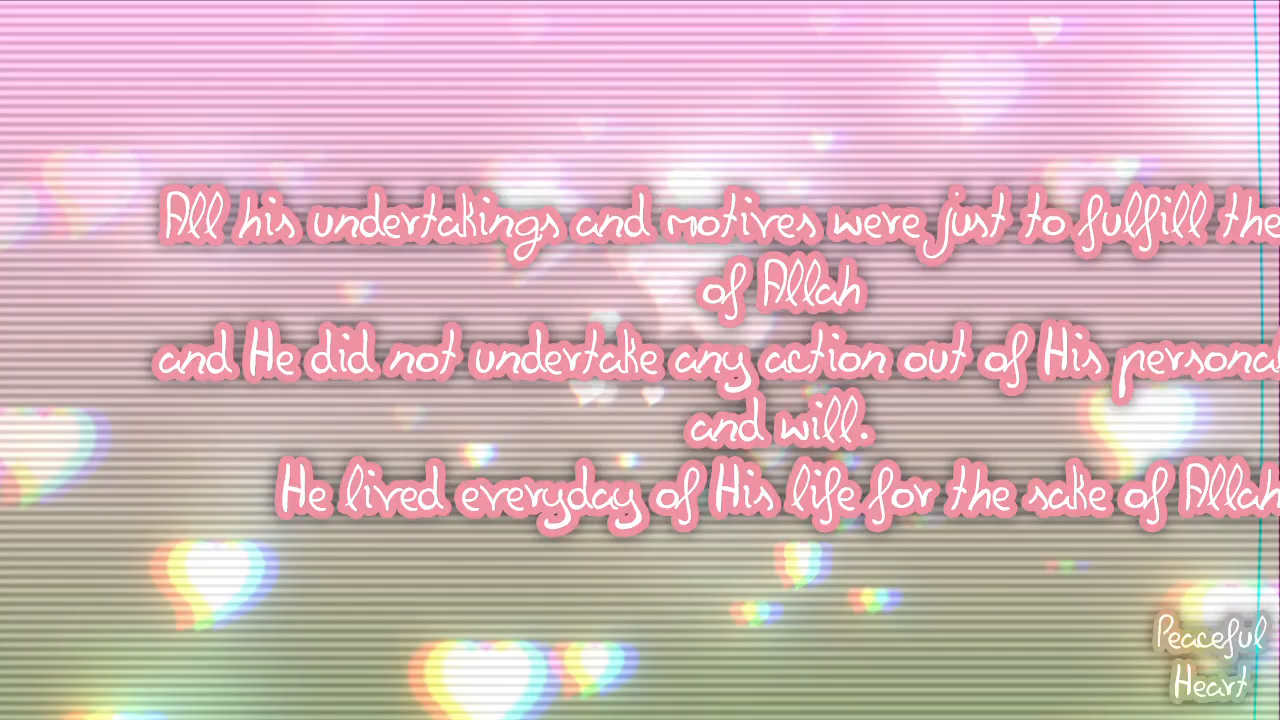 All his undertakings and motives were just to fulfill the
of Allah
and He did not undertake any action out of His personal
and will.
He lived everyday of His life for the sake of Allah
Peaceful
Heart